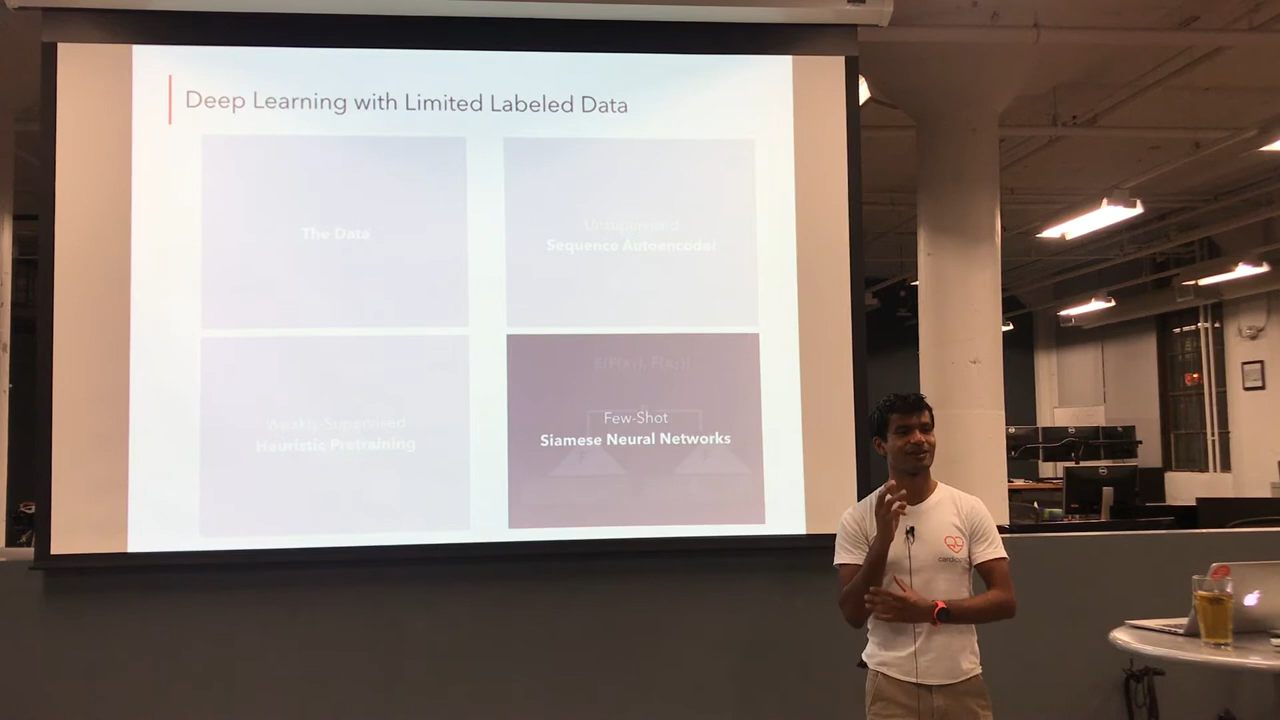 Deep Learning with Limited Labeled Data
The Data
Unsupervised
Sequence Autoencoder
Weakly-Supervised
Heuristic Pretraining
Few-Shot
Siamese Neural Networks